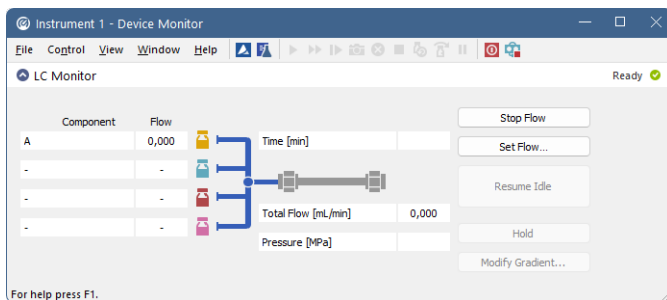 Instrument 1 - Device Monitor
File Control View Window Help
LC Monitor Ready
Component Flow
A 0,000
- -
- -
- -
Time [min]
Total Flow [mL/min] 0,000
Pressure [MPa]
Stop Flow
Set Flow...
Resume Idle
Hold
Modify Gradient...
For help press F1.